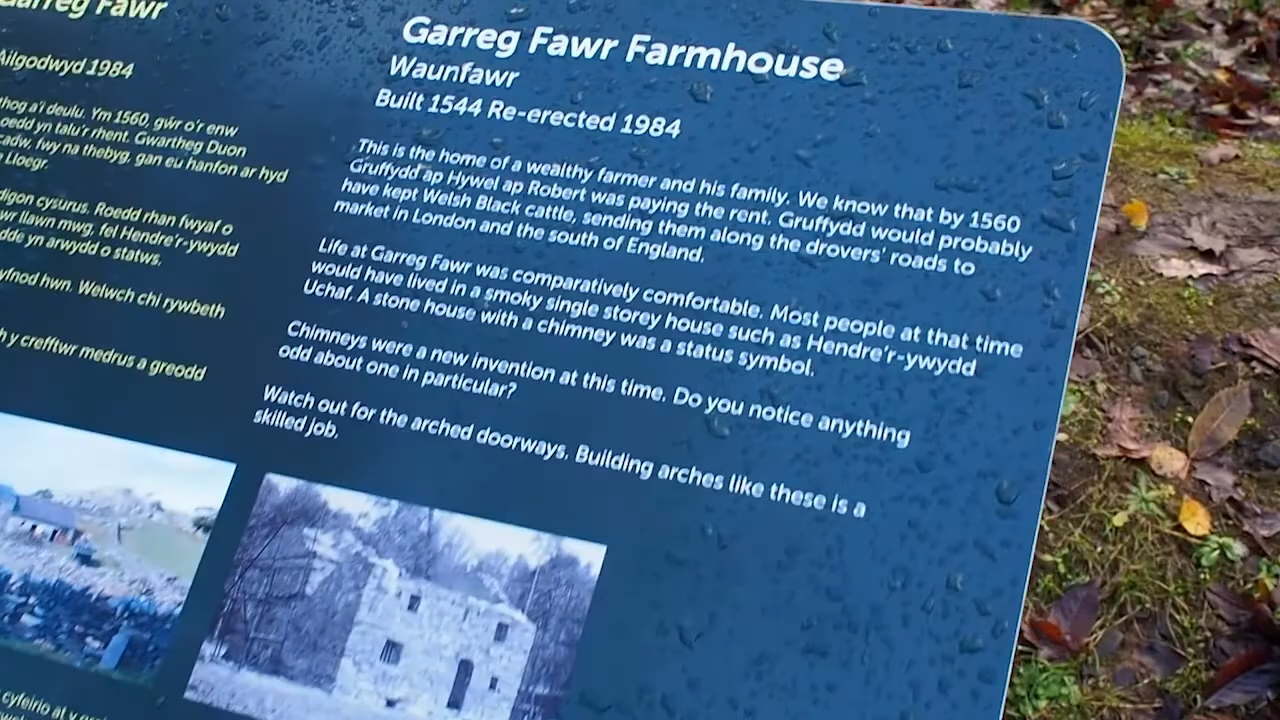 Garreg Fawr
Ailgodwyd 1984
thog a'i deulu. Ym 1560, gŵr o'r enw
oedd yn talu'r rhent. Gwartheg Duon
cadw, fwy na thebyg, gan eu hanfon ar hyd
Lloegr.
digon cysurus. Roedd rhan fwyaf o
wr llawn mwg, fel Hendre'r-ywydd
dde yn arwydd o statws.
yfnod hwn. Welwch chi rywbeth
h y crefftwr medrus a greodd
Garreg Fawr Farmhouse
Waunfawr
Built 1544 Re-erected 1984
This is the home of a wealthy farmer and his family. We know that by 1560
Gruffydd ap Hywel ap Robert was paying the rent. Gruffydd would probably
have kept Welsh Black cattle, sending them along the drovers' roads to
market in London and the south of England.
Life at Garreg Fawr was comparatively comfortable. Most people at that time
would have lived in a smoky single storey house such as Hendre'r-ywydd
Uchaf. A stone house with a chimney was a status symbol.
Chimneys were a new invention at this time. Do you notice anything
odd about one in particular?
Watch out for the arched doorways. Building arches like these is a
skilled job.
cyfeirio at y